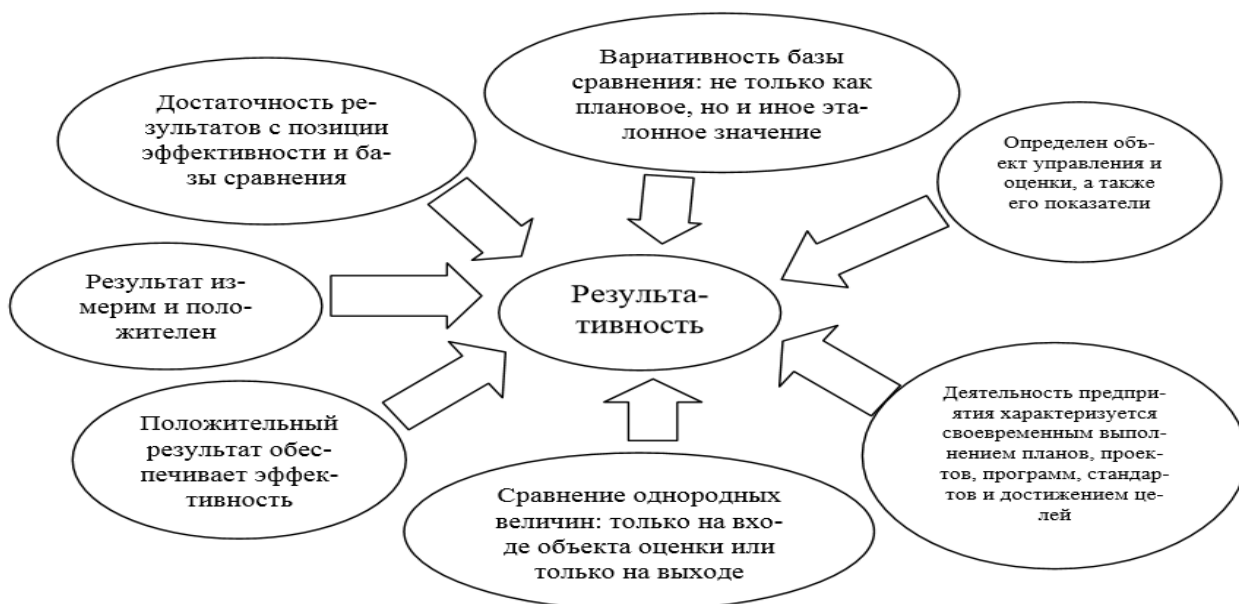 Вариативность базы
сравнения: не только как
плановое, но и иное эта-
лонное значение
Достаточность ре-
зультатов с позиции
эффективности и ба-
зы сравнения
Определен объ-
ект управления и
оценки, а также
его показатели
Результат из-
мерим и поло-
жителен
Результа-
тивность
Положительный
результат обес-
печивает эффек-
тивность
Деятельность предпри-
ятия характеризуется
своевременным выпол-
нением планов, проек-
тов, программ, стандар-
тов и достижением це-
лей
Сравнение однородных
величин: только на вхо-
де объекта оценки или
только на выходе